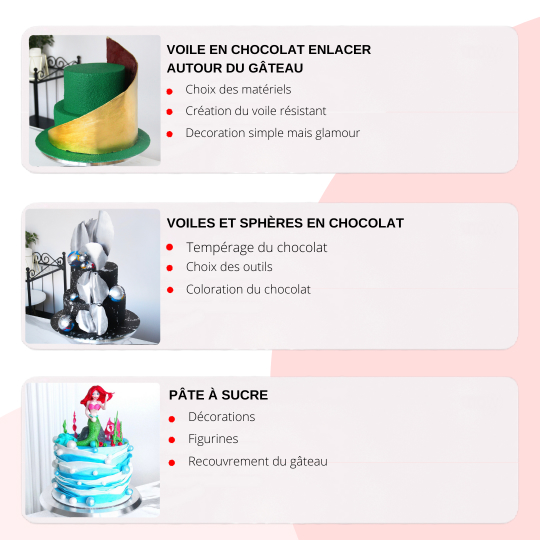 VOILE EN CHOCOLAT ENLACER
AUTOUR DU GÂTEAU
Choix des matériels
Création du voile résistant
Decoration simple mais glamour
VOILES ET SPHÈRES EN CHOCOLAT
Tempérage du chocolat
Choix des outils
Coloration du chocolat
PÂTE À SUCRE
Décorations
Figurines
Recouvrement du gâteau